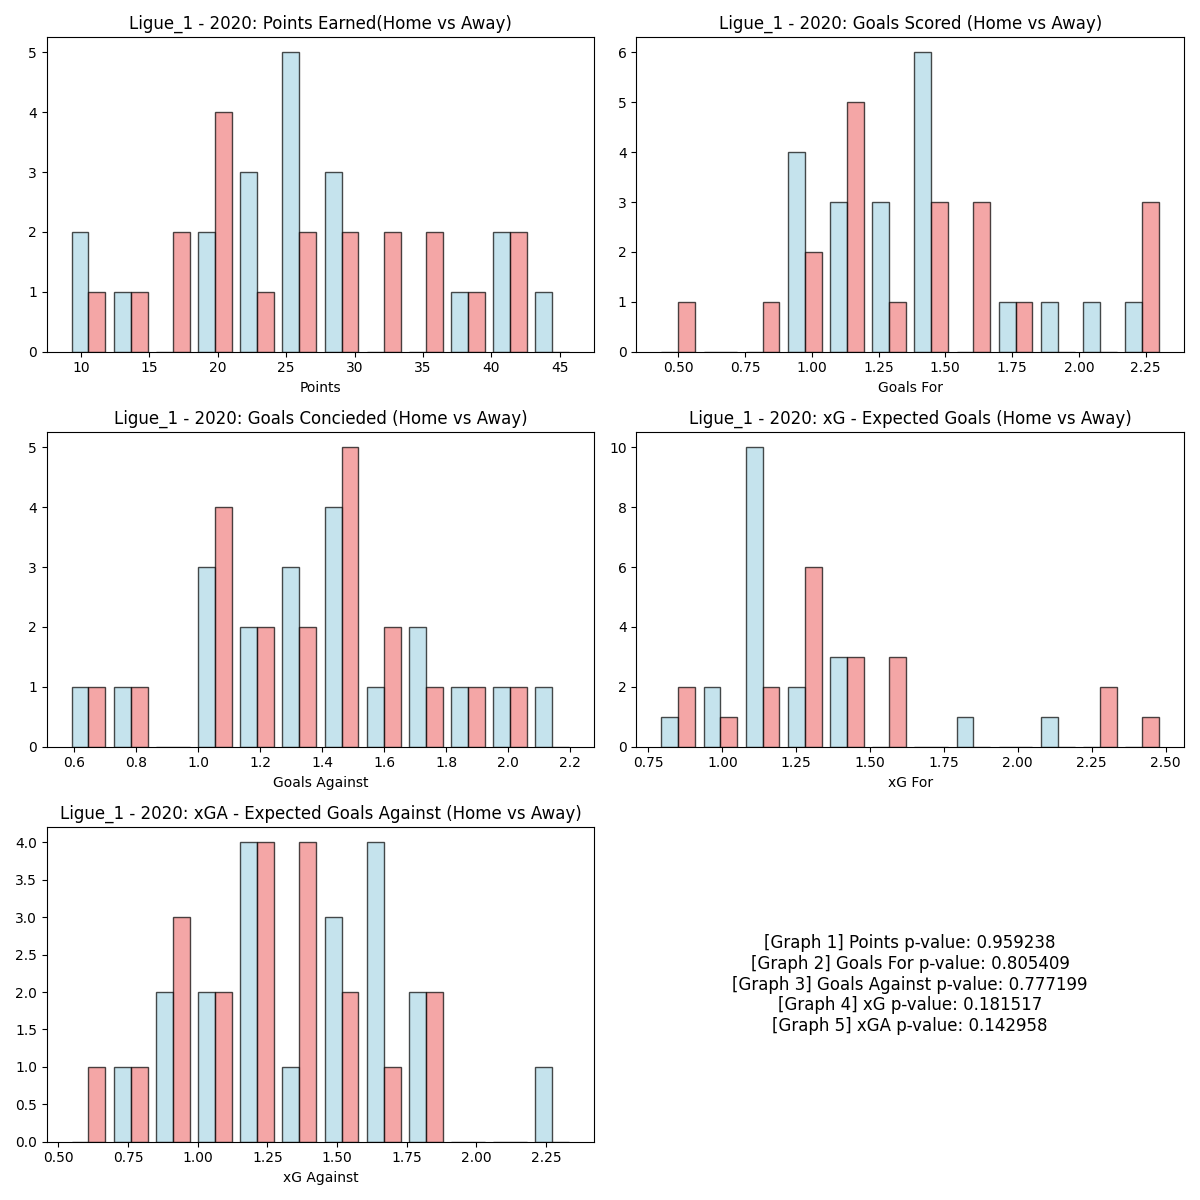 Ligue_1 - 2020: Points Earned(Home vs Away)
5
4
3
2
1
0
10 15 20 25 30 35 40 45
Points
Ligue_1 - 2020: Goals Scored (Home vs Away)
6
5
4
3
2
1
0
0.50 0.75 1.00 1.25 1.50 1.75 2.00 2.25
Goals For
Ligue_1 - 2020: Goals Concieded (Home vs Away)
5
4
3
2
1
0
0.6 0.8 1.0 1.2 1.4 1.6 1.8 2.0 2.2
Goals Against
Ligue_1 - 2020: xG - Expected Goals (Home vs Away)
10
8
6
4
2
0
0.75 1.00 1.25 1.50 1.75 2.00 2.25 2.50
xG For
Ligue_1 - 2020: xGA - Expected Goals Against (Home vs Away)
4.0
3.5
3.0
2.5
2.0
1.5
1.0
0.5
0.0
0.50 0.75 1.00 1.25 1.50 1.75 2.00 2.25
xG Against
[Graph 1] Points p-value: 0.959238
[Graph 2] Goals For p-value: 0.805409
[Graph 3] Goals Against p-value: 0.777199
[Graph 4] xG p-value: 0.181517
[Graph 5] xGA p-value: 0.142958